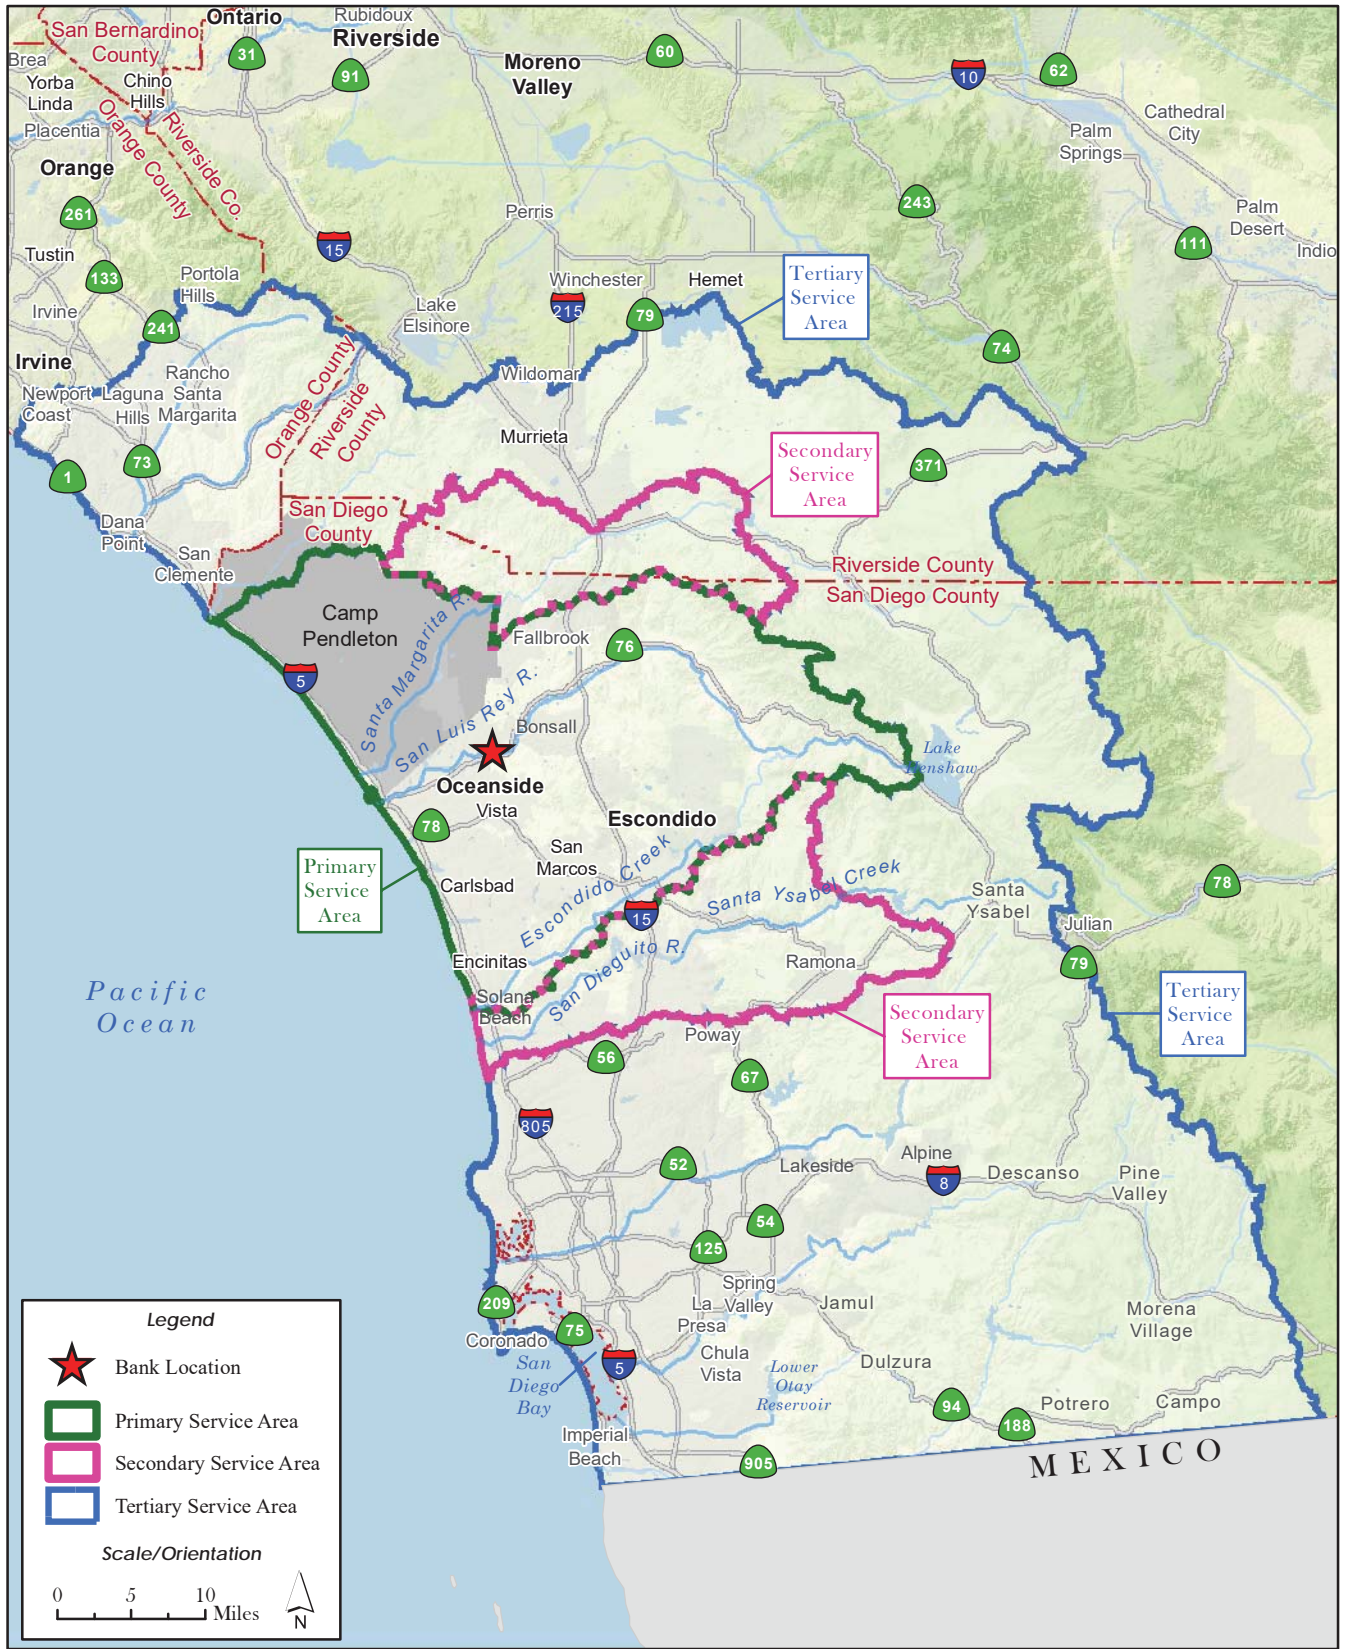 Ontario
Rubidoux
San Bernardino
County
Riverside
31
60
Brea
Moreno
Valley
91
10
62
Yorba
Linda
Chino
Hills
Cathedral
City
Placentia
Orange County
Riverside Co.
Palm
Springs
Orange
261
243
Perris
Palm
Desert
Tustin
15
111
Indio
133
Portola
Hills
Winchester
Hemet
Tertiary
Service
Area
Irvine
Lake
Elsinore
215
79
241
74
Irvine
Orange County
Riverside
County
Rancho
Santa
Margarita
Wildomar
Newport
Coast
Laguna
Hills
Murrieta
Secondary
Service
Area
73
1
371
San Diego
County
Dana
Point
San
Clemente
Riverside County
San Diego County
Camp
Pendleton
Santa Margarita R.
Fallbrook
76
5
San Luis Rey R.
Bonsall
Lake
Henshaw
Oceanside
Vista
78
Escondido
San
Marcos
Primary
Service
Area
Carlsbad
Escondido Creek
Santa Ysabel Creek
Santa
Ysabel
78
15
Julian
San Dieguito R.
Encinitas
Ramona
79
Pacific
Ocean
Solana
Beach
Tertiary
Service
Area
Secondary
Service
Area
Poway
56
67
805
52
Lakeside
Alpine
8
Descanso
Pine
Valley
54
125
Spring
Valley
209
La
Presa
Jamul
Morena
Village
75
Coronado
San
Diego
Bay
5
Chula
Vista
Lower
Otay
Reservoir
Dulzura
94
188
Potrero
Campo
Imperial
Beach
905
MEXICO
Legend
Bank Location
Primary Service Area
Secondary Service Area
Tertiary Service Area
Scale/Orientation
0 5 10
Miles
N